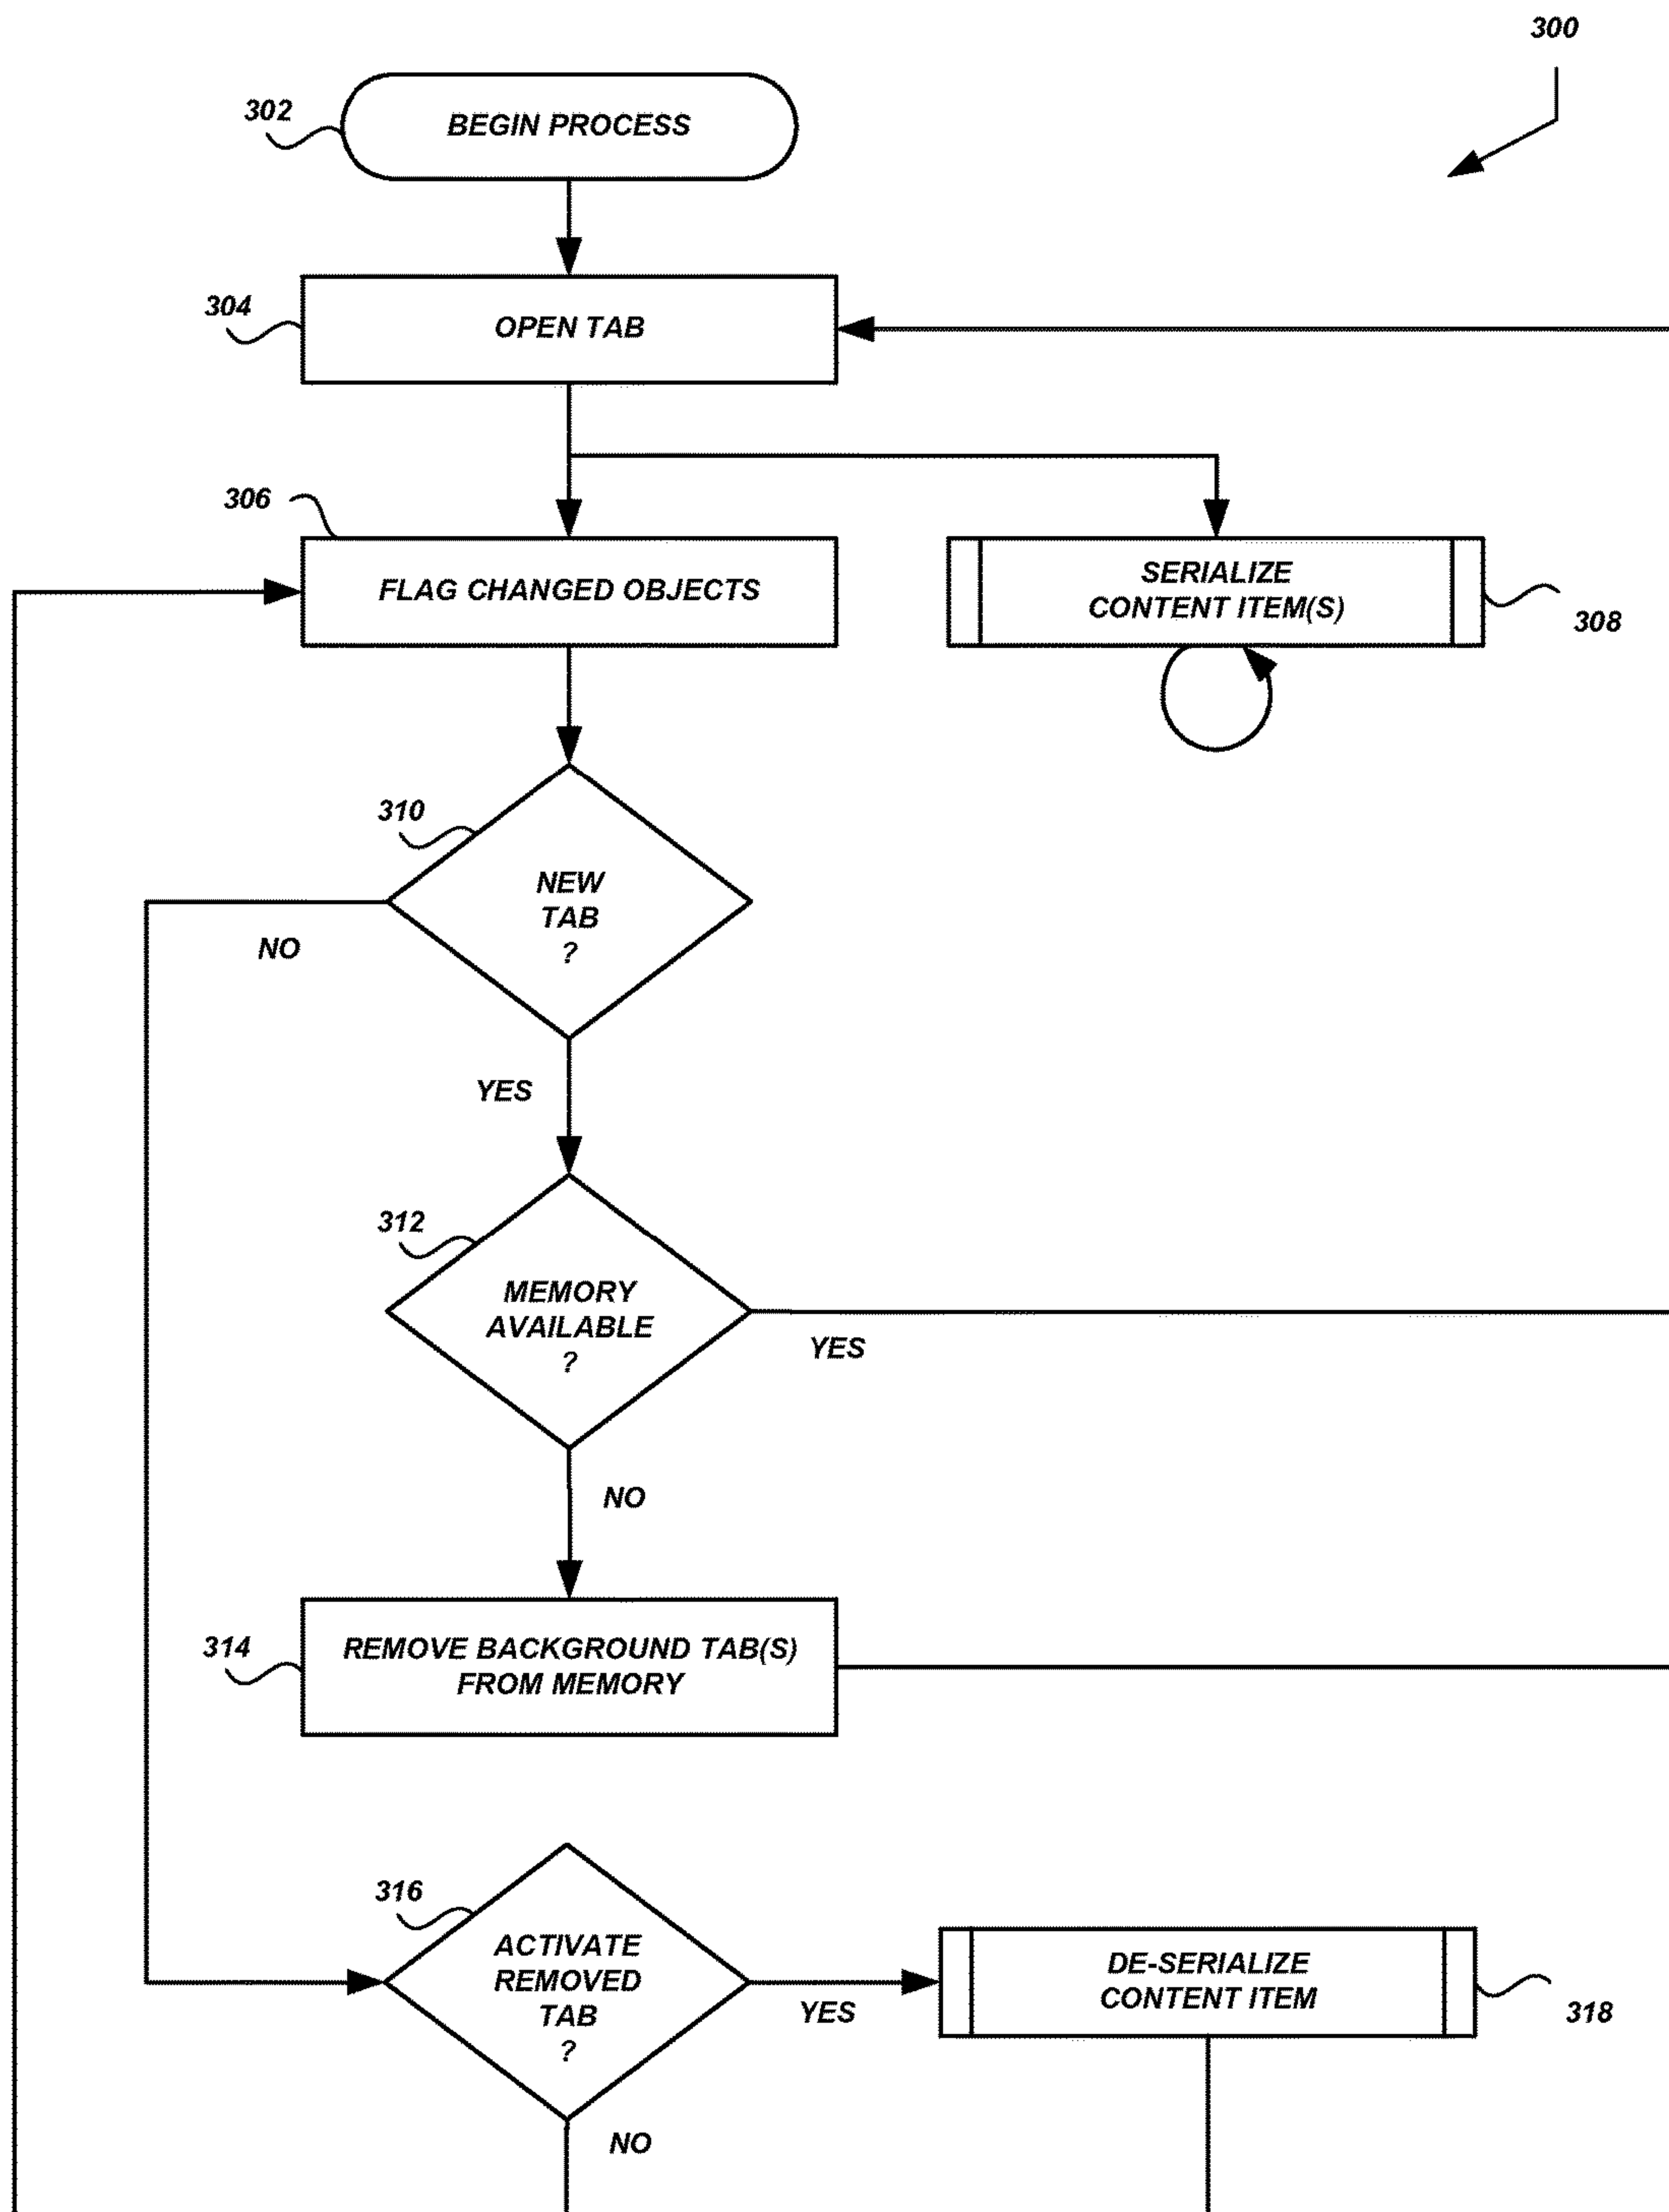 300
302
BEGIN PROCESS
304
OPEN TAB
306
FLAG CHANGED OBJECTS
SERIALIZE
CONTENT ITEM(S)
308
310
NEW
TAB
?
NO
YES
312
MEMORY
AVAILABLE
?
YES
NO
314
REMOVE BACKGROUND TAB(S)
FROM MEMORY
316
ACTIVATE
REMOVED
TAB
?
YES
DE-SERIALIZE
CONTENT ITEM
318
NO